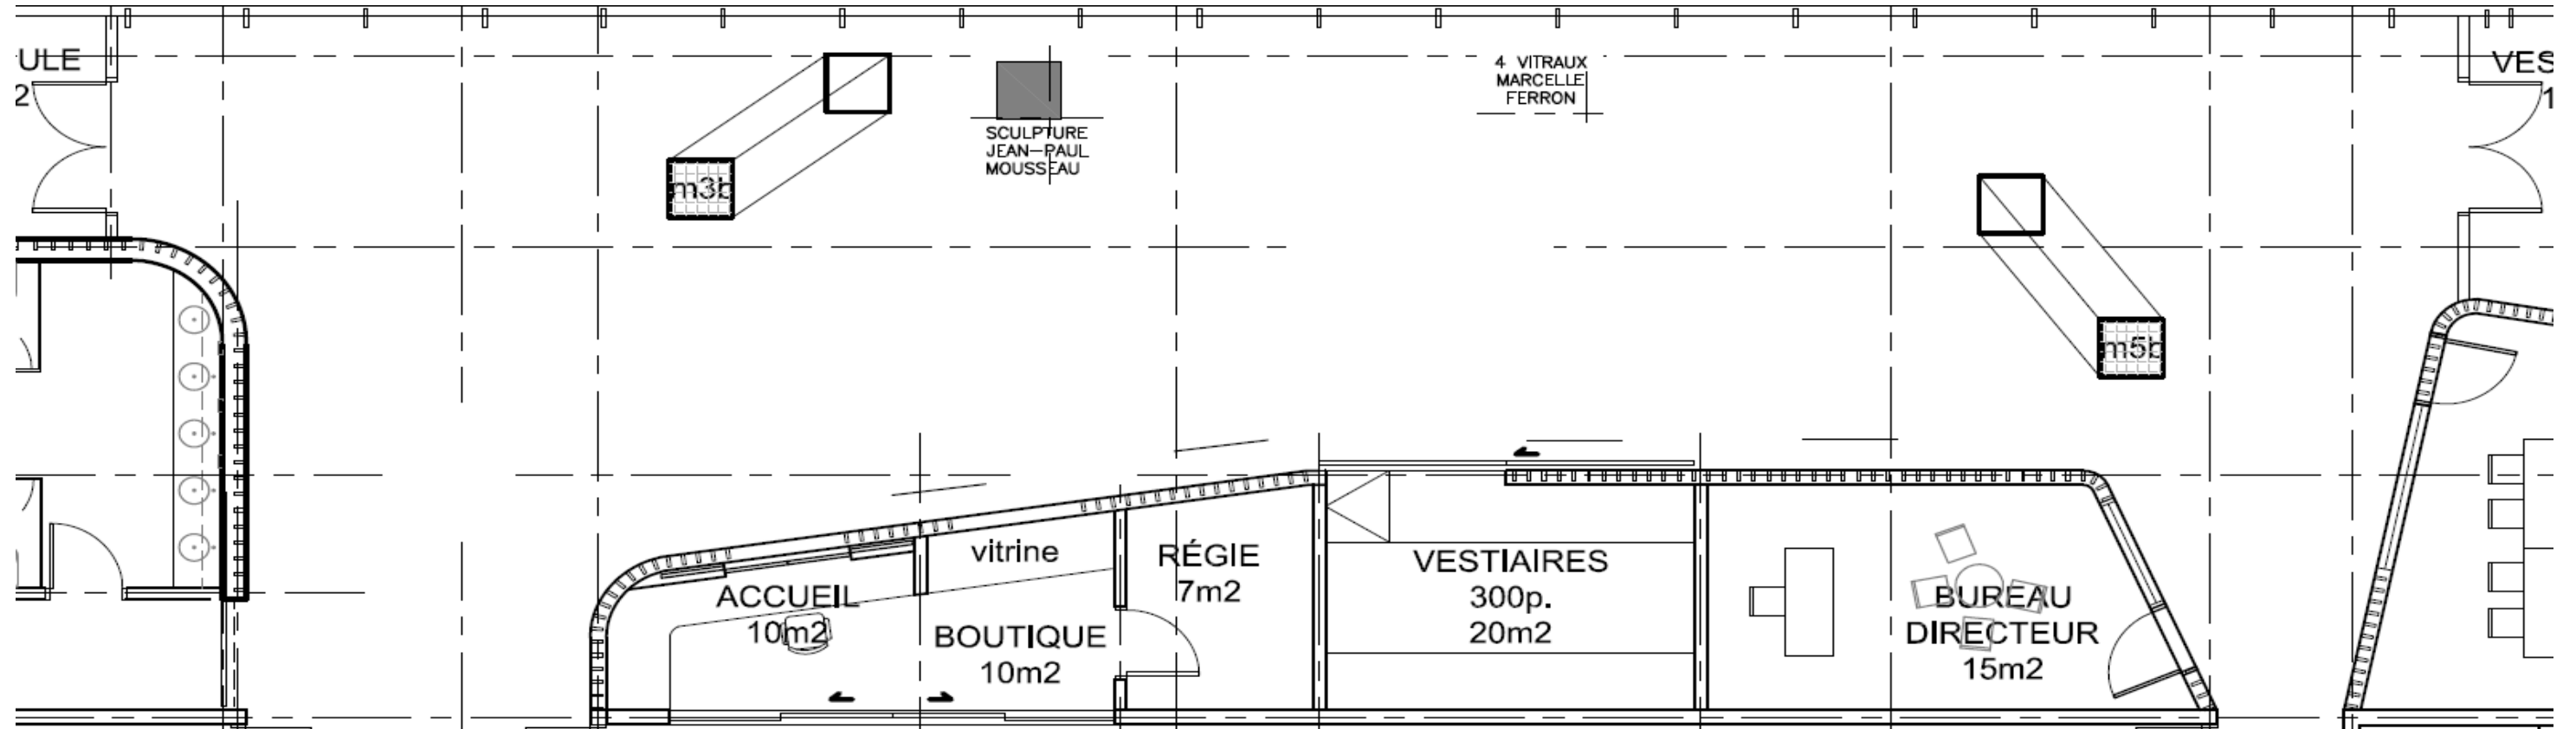 ULE
2
4 VITRAUX
MARCELLE
FERRON
VES
1
SCULPTURE
JEAN-PAUL
MOUSSEAU
m3b
m5b
vitrine
ACCUEIL
10m2
BOUTIQUE
10m2
RÉGIE
7m2
VESTIAIRES
300p.
20m2
BUREAU
DIRECTEUR
15m2